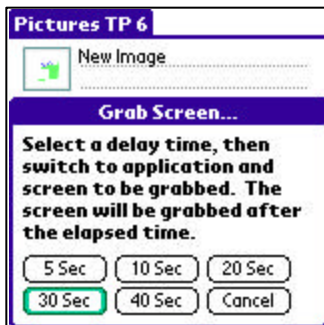 Pictures TP 6
New Image
Grab Screen...
Select a delay time, then
switch to application and
screen to be grabbed. The
screen will be grabbed after
the elapsed time.
5 Sec 10 Sec 20 Sec
30 Sec 40 Sec Cancel